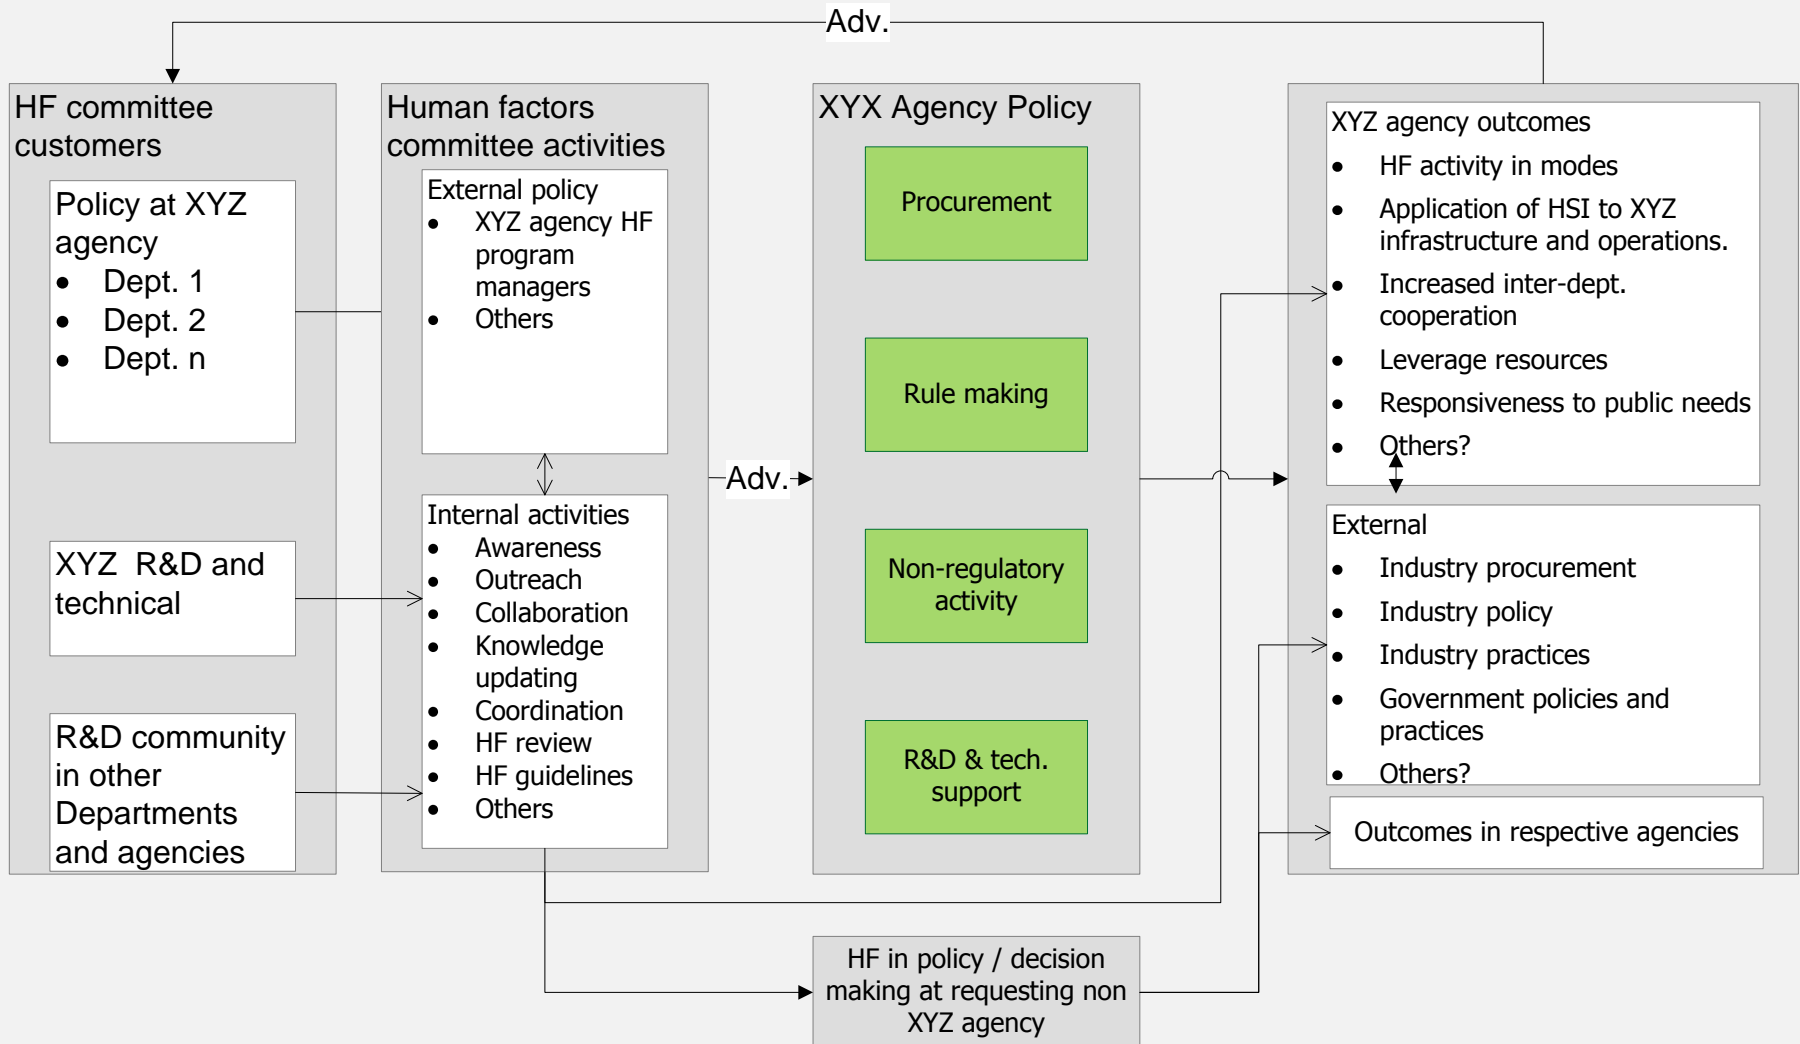 Adv.
HF committee
customers
Policy at XYZ
agency
• Dept. 1
• Dept. 2
• Dept. n
XYZ R&D and
technical
R&D community
in other
Departments
and agencies
Human factors
committee activities
External policy
• XYZ agency HF
program
managers
• Others
Internal activities
• Awareness
• Outreach
• Collaboration
• Knowledge
updating
• Coordination
• HF review
• HF guidelines
• Others
Adv.
XYX Agency Policy
Procurement
Rule making
Non-regulatory
activity
R&D & tech.
support
HF in policy / decision
making at requesting non
XYZ agency
XYZ agency outcomes
• HF activity in modes
• Application of HSI to XYZ
infrastructure and operations.
• Increased inter-dept.
cooperation
• Leverage resources
• Responsiveness to public needs
• Others?
External
• Industry procurement
• Industry policy
• Industry practices
• Government policies and
practices
• Others?
Outcomes in respective agencies